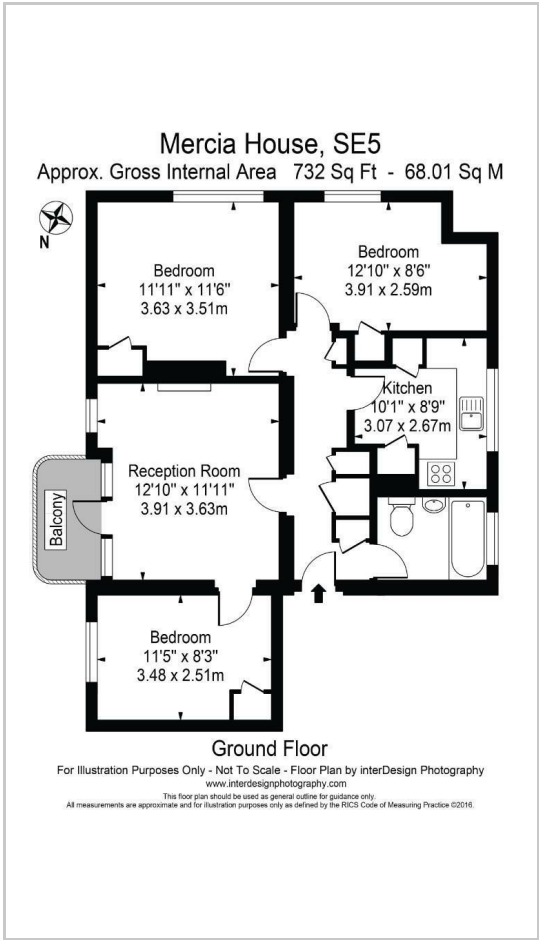 Mercia House, SE5
Approx. Gross Internal Area 732 Sq Ft - 68.01 Sq M
N
Bedroom
11'11" x 11'6"
3.63 x 3.51m
Bedroom
12'10" x 8'6"
3.91 x 2.59m
Kitchen
10'1" x 8'9"
3.07 x 2.67m
Reception Room
12'10" x 11'11"
3.91 x 3.63m
Balcony
Bedroom
11'5" x 8'3"
3.48 x 2.51m
Ground Floor
For Illustration Purposes Only - Not To Scale - Floor Plan by interDesign Photography
www.interdesignphotography.com
This floor plan should be used as general outline for guidance only.
All measurements are approximate and for illustration purposes only as defined by the RICS Code of Measuring Practice ©2016.